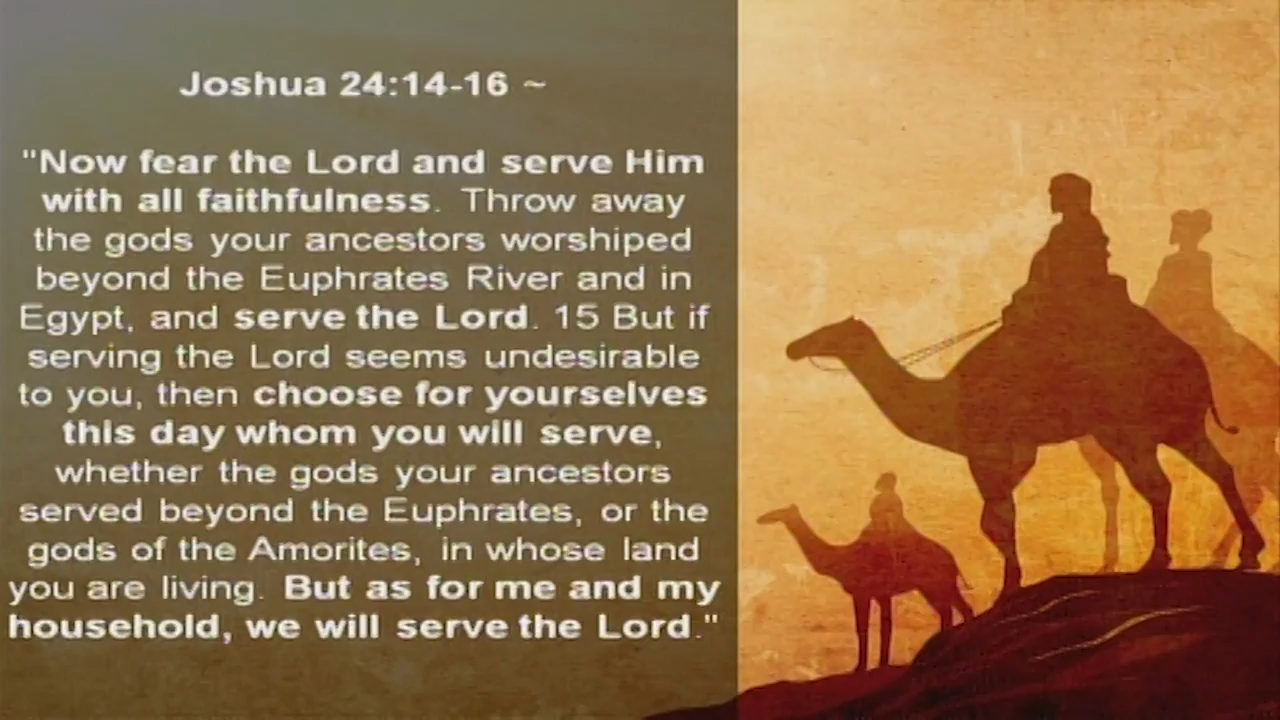 Joshua 24:14-16 ~
"Now fear the Lord and serve Him
with all faithfulness. Throw away
the gods your ancestors worshiped
beyond the Euphrates River and in
Egypt, and serve the Lord. 15 But if
serving the Lord seems undesirable
to you, then choose for yourselves
this day whom you will serve,
whether the gods your ancestors
served beyond the Euphrates, or the
gods of the Amorites, in whose land
you are living. But as for me and my
household, we will serve the Lord."